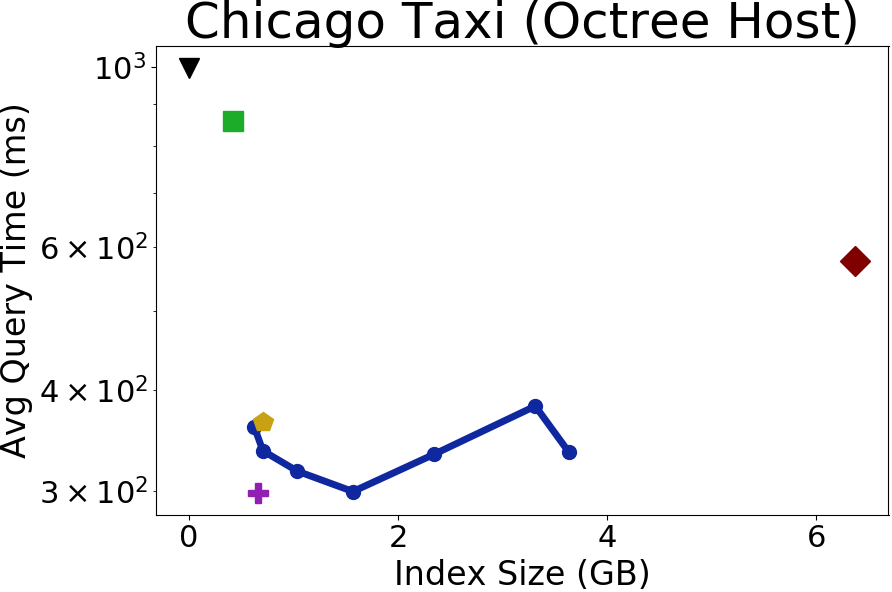 Chicago Taxi (Octree Host)
Avg Query Time (ms)
10³
6 × 10²
4 × 10²
3 × 10²
0 2 4 6
Index Size (GB)